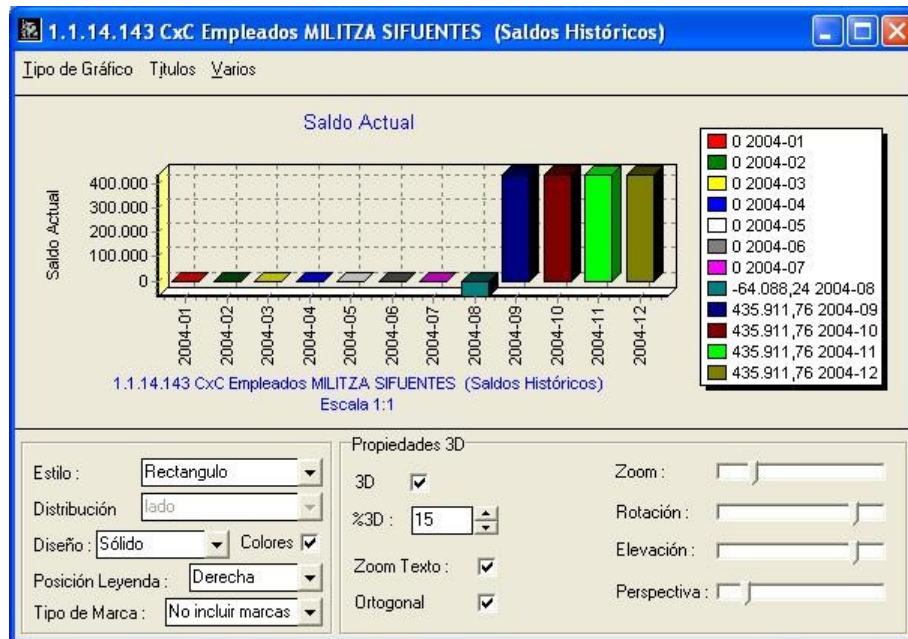 1.1.14.143 CxC Empleados MILITZA SIFUENTES (Saldos Históricos)
Tipo de Gráfico Titulos Varios
Saldo Actual
Saldo Actual
400.000
300.000
200.000
100.000
0
2004-01
2004-02
2004-03
2004-04
2004-05
2004-06
2004-07
2004-08
2004-09
2004-10
2004-11
2004-12
1.1.14.143 CxC Empleados MILITZA SIFUENTES (Saldos Históricos)
Escala 1:1
0 2004-01
0 2004-02
0 2004-03
0 2004-04
0 2004-05
0 2004-06
0 2004-07
-64.088,24 2004-08
435.911,76 2004-09
435.911,76 2004-10
435.911,76 2004-11
435.911,76 2004-12
Estilo : Rectangulo
Distribución lado
Diseño : Sólido Colores
Posición Leyenda : Derecha
Tipo de Marca : No incluir marcas
Propiedades 3D
3D
%3D : 15
Zoom Texto :
Ortogonal
Zoom :
Rotación :
Elevación :
Perspectiva :